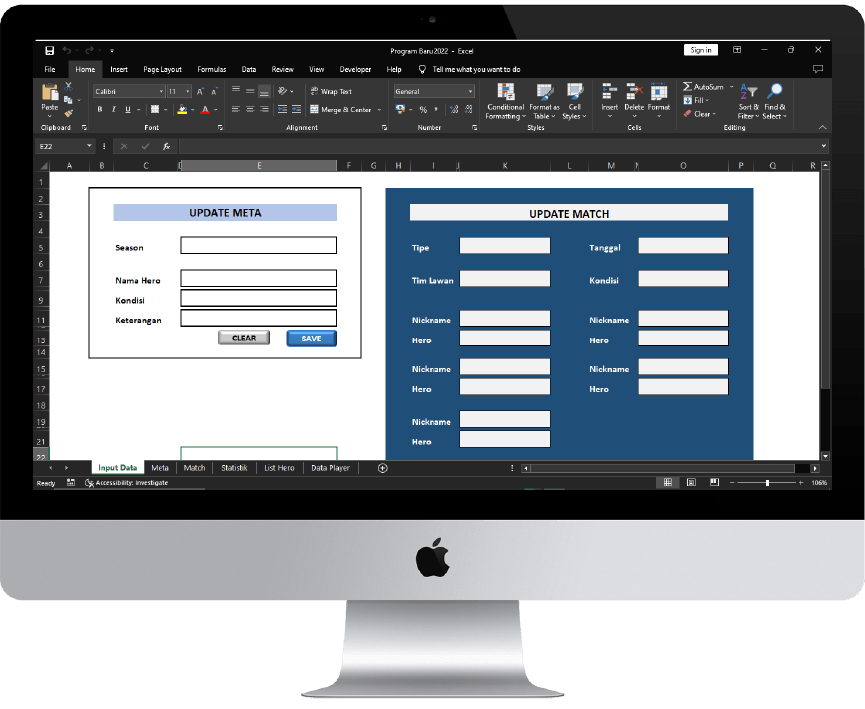 Program Baru2022 - Excel
Sign in
File Home Insert Page Layout Formulas Data Review View Developer Help Tell me what you want to do
Paste
Calibri 11
B I U
A A
A
Wrap Text
Merge & Center
General
%
Conditional Formatting
Format as Table
Cell Styles
Insert Delete Format
AutoSum
Fill
Clear
Sort & Filter
Find & Select
Clipboard Font Alignment Number Styles Cells Editing
E22 fx
A B C E F G H I J K L M N O P Q R
1
2
3
4
5
6
7
9
11
13
14
15
17
18
19
21
22
UPDATE META
Season
Nama Hero
Kondisi
Keterangan
CLEAR SAVE
UPDATE MATCH
Tipe Tanggal
Tim Lawan Kondisi
Nickname Nickname
Hero Hero
Nickname Nickname
Hero Hero
Nickname
Hero
Input Data Meta Match Statistik List Hero Data Player
Ready Accessibility: Investigate 106%